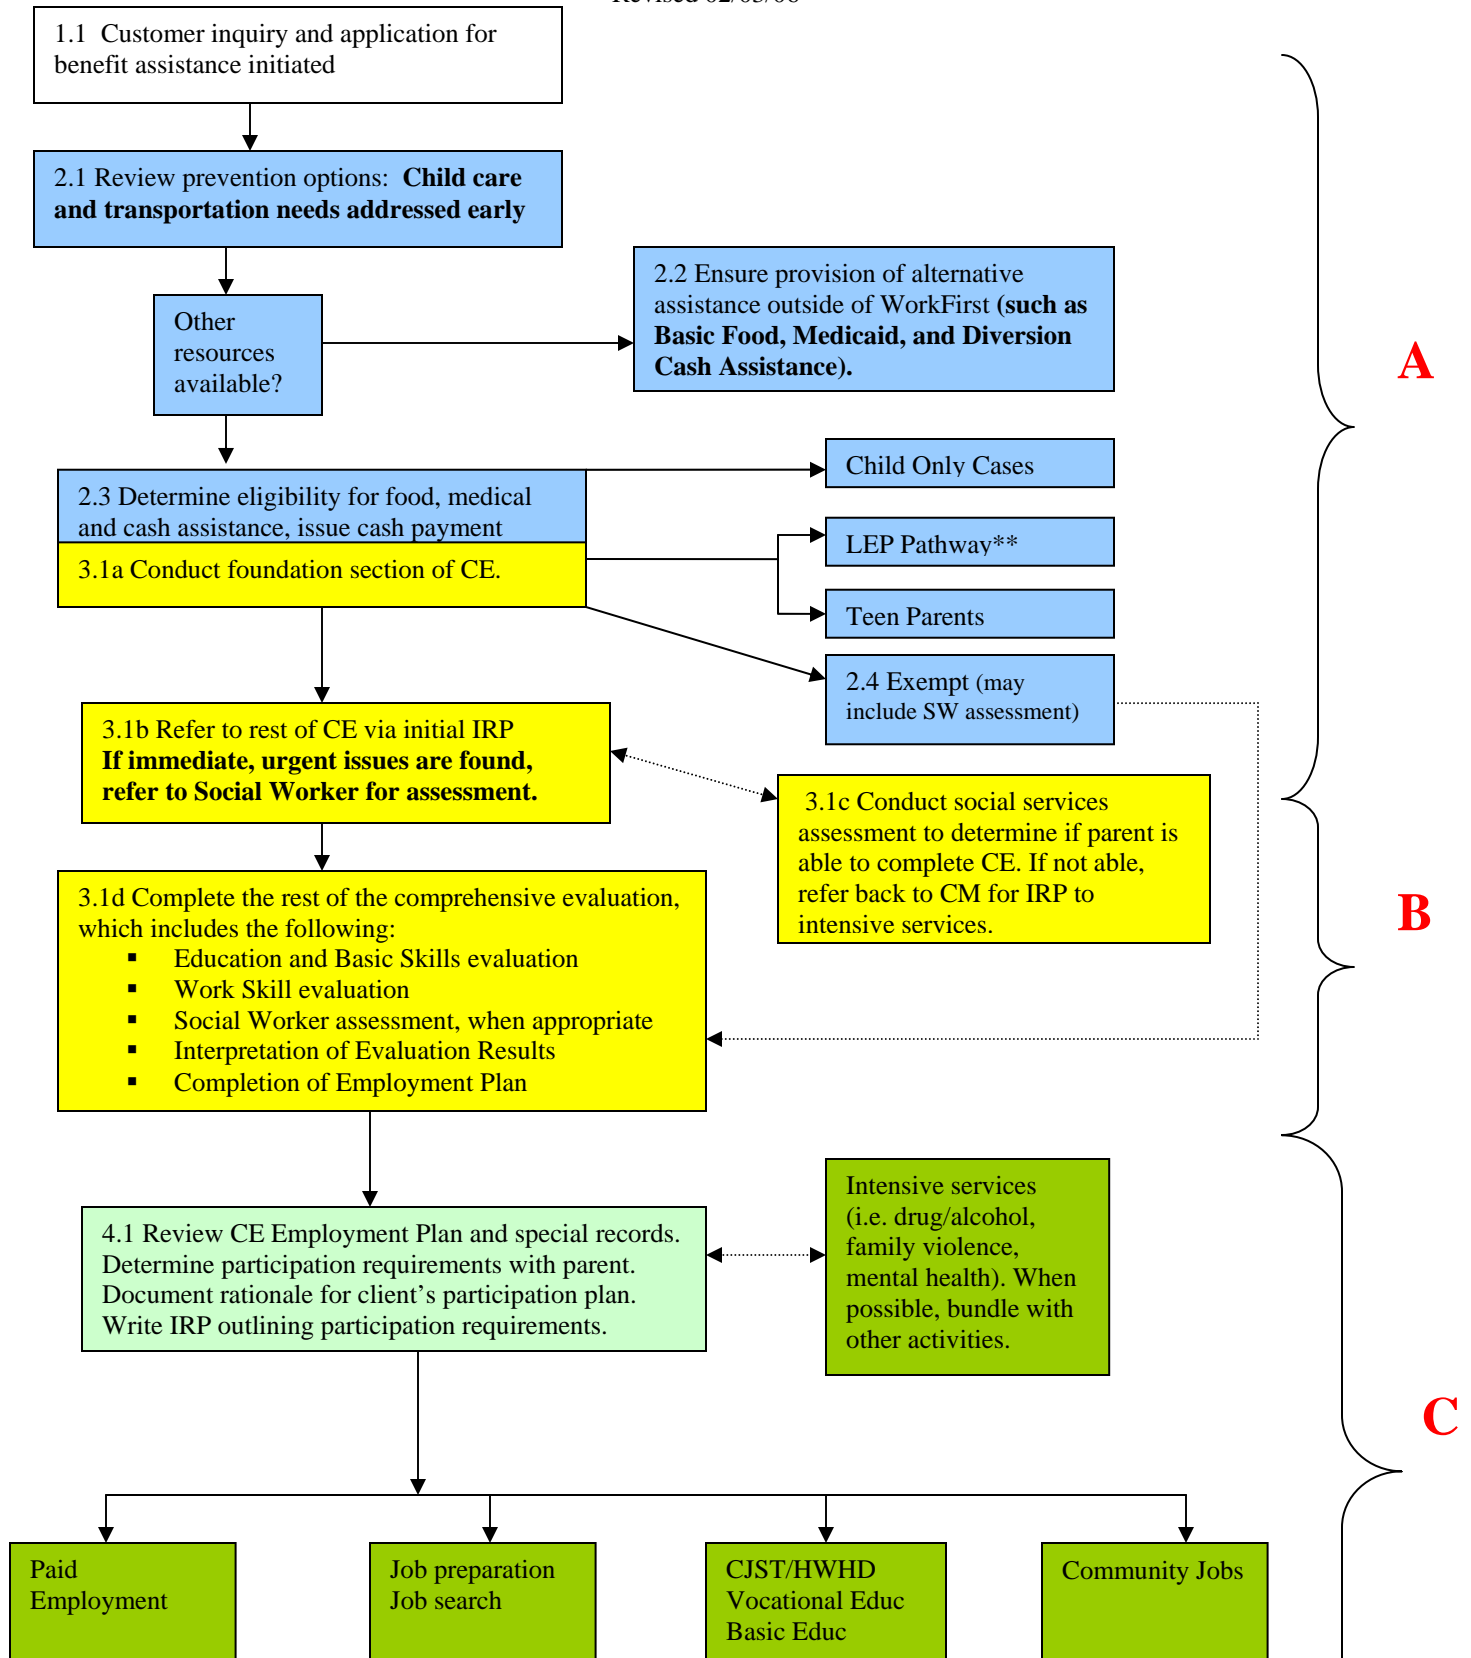 1.1 Customer inquiry and application for
benefit assistance initiated
2.1 Review prevention options: Child care
and transportation needs addressed early
2.2 Ensure provision of alternative
assistance outside of WorkFirst (such as
Basic Food, Medicaid, and Diversion
Cash Assistance).
Other
resources
available?
A
Child Only Cases
2.3 Determine eligibility for food, medical
and cash assistance, issue cash payment
LEP Pathway**
3.1a Conduct foundation section of CE.
Teen Parents
2.4 Exempt (may
include SW assessment)
3.1b Refer to rest of CE via initial IRP
If immediate, urgent issues are found,
refer to Social Worker for assessment.
3.1c Conduct social services
assessment to determine if parent is
able to complete CE. If not able,
refer back to CM for IRP to
intensive services.
B
3.1d Complete the rest of the comprehensive evaluation,
which includes the following:
▪ Education and Basic Skills evaluation
▪ Work Skill evaluation
▪ Social Worker assessment, when appropriate
▪ Interpretation of Evaluation Results
▪ Completion of Employment Plan
4.1 Review CE Employment Plan and special records.
Determine participation requirements with parent.
Document rationale for client’s participation plan.
Write IRP outlining participation requirements.
Intensive services
(i.e. drug/alcohol,
family violence,
mental health). When
possible, bundle with
other activities.
C
Paid
Employment
Job preparation
Job search
CJST/HWHD
Vocational Educ
Basic Educ
Community Jobs